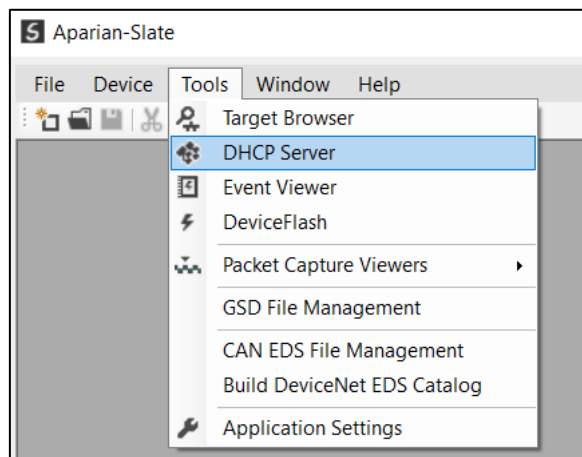 Aparian-Slate
File Device Tools Window Help
Target Browser
DHCP Server
Event Viewer
DeviceFlash
Packet Capture Viewers
GSD File Management
CAN EDS File Management
Build DeviceNet EDS Catalog
Application Settings